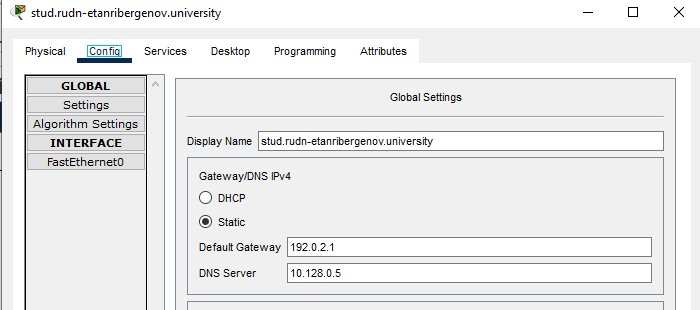 stud.rudn-etanribergenov.university
Physical Config Services Desktop Programming Attributes
GLOBAL
Settings
Algorithm Settings
INTERFACE
FastEthernet0
Global Settings
Display Name stud.rudn-etanribergenov.university
Gateway/DNS IPv4
DHCP
Static
Default Gateway 192.0.2.1
DNS Server 10.128.0.5